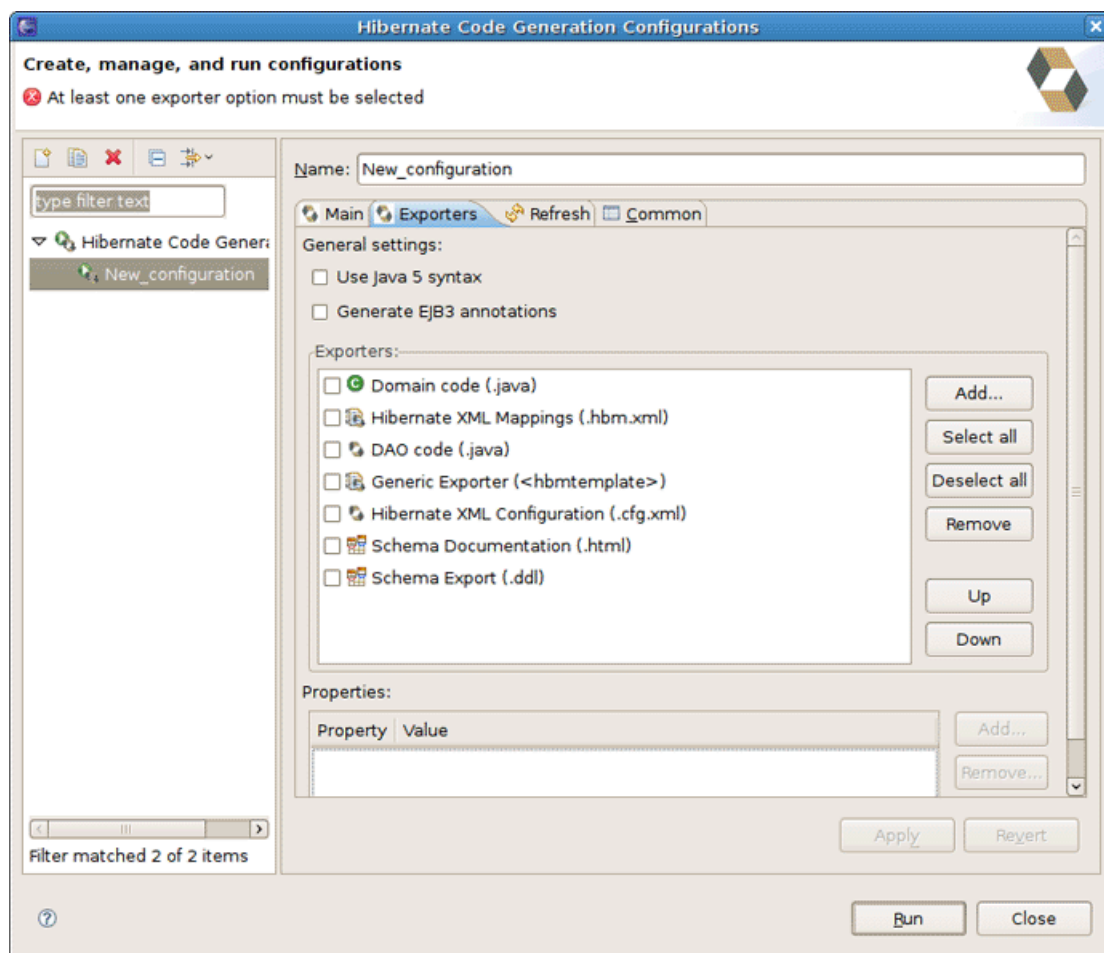 Hibernate Code Generation Configurations
Create, manage, and run configurations
At least one exporter option must be selected
type filter text
Hibernate Code Genera
New_configuration
Filter matched 2 of 2 items
Name: New_configuration
Main Exporters Refresh Common
General settings:
Use Java 5 syntax
Generate EJB3 annotations
Exporters:
Domain code (.java)
Hibernate XML Mappings (.hbm.xml)
DAO code (.java)
Generic Exporter (<hbmtemplate>)
Hibernate XML Configuration (.cfg.xml)
Schema Documentation (.html)
Schema Export (.ddl)
Add...
Select all
Deselect all
Remove
Up
Down
Properties:
Property Value
Add...
Remove...
Apply Revert
Run Close